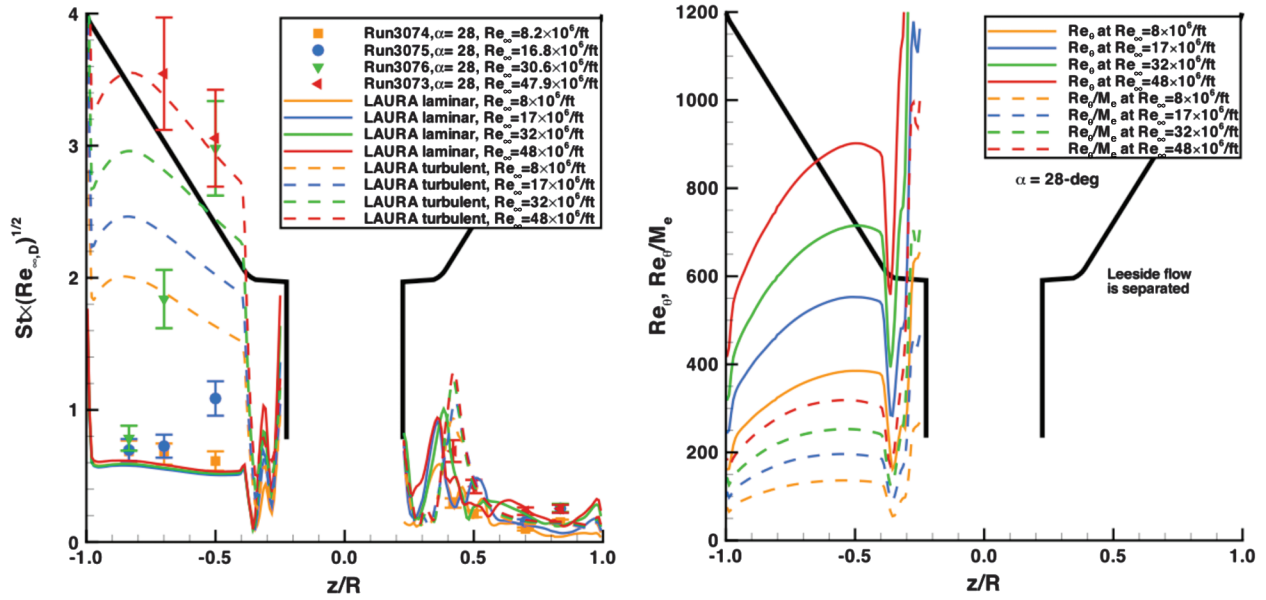 4
3
2
1
0
St×(Re∞,D)1/2
-1.0
-0.5
0.0
0.5
1.0
z/R
Run3074,α= 28, Re∞=8.2×106/ft
Run3075,α= 28, Re∞=16.8×106/ft
Run3076,α= 28, Re∞=30.6×106/ft
Run3073,α= 28, Re∞=47.9×106/ft
LAURA laminar, Re∞=8×106/ft
LAURA laminar, Re∞=17×106/ft
LAURA laminar, Re∞=32×106/ft
LAURA laminar, Re∞=48×106/ft
LAURA turbulent, Re∞=8×106/ft
LAURA turbulent, Re∞=17×106/ft
LAURA turbulent, Re∞=32×106/ft
LAURA turbulent, Re∞=48×106/ft
1200
1000
800
600
400
200
0
Reθ, Reθ/Me
-1.0
-0.5
0.0
0.5
1.0
z/R
Reθ at Re∞=8×106/ft
Reθ at Re∞=17×106/ft
Reθ at Re∞=32×106/ft
Reθ at Re∞=48×106/ft
Reθ/Me at Re∞=8×106/ft
Reθ/Me at Re∞=17×106/ft
Reθ/Me at Re∞=32×106/ft
Reθ/Me at Re∞=48×106/ft
α = 28-deg
Leeside flow
is separated